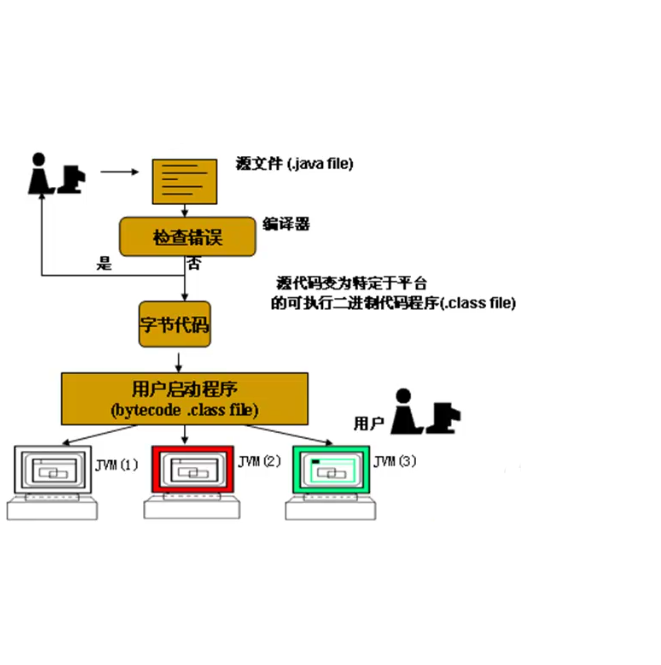 源文件 (.java file)
编译器
检查错误
是
否
源代码变为特定于平台
的可执行二进制代码程序(.class file)
字节代码
用户启动程序
(bytecode .class file)
用户
JVM(1)
JVM(2)
JVM(3)